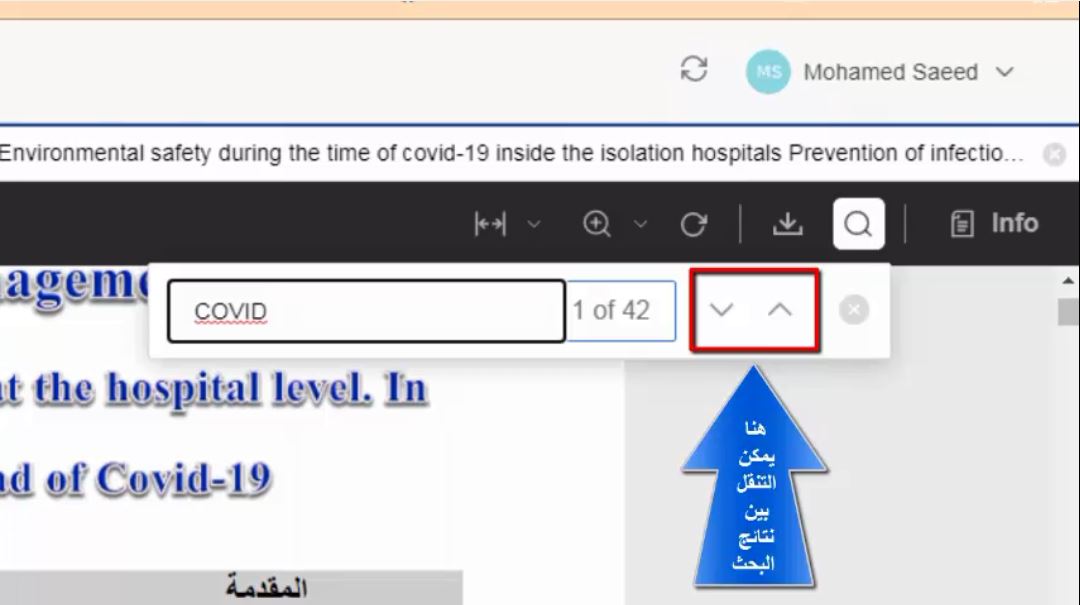 MS Mohamed Saeed
Environmental safety during the time of covid-19 inside the isolation hospitals Prevention of infectio...
Info
COVID
1 of 42
at the hospital level. In
of Covid-19
هنا
يمكن
التنقل
بين
نتائج
البحث
المقدمة